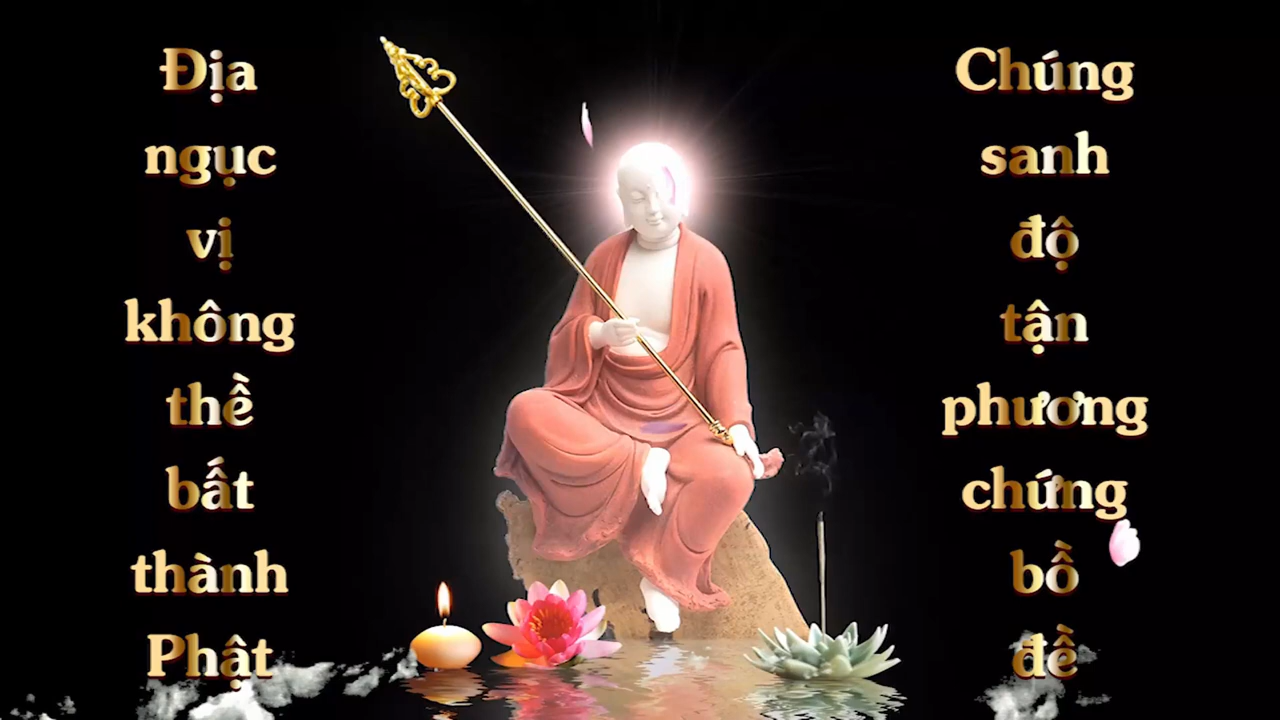 Địa
ngục
vị
không
thề
bất
thành
Phật
Chúng
sanh
độ
tận
phương
chứng
bồ
đề